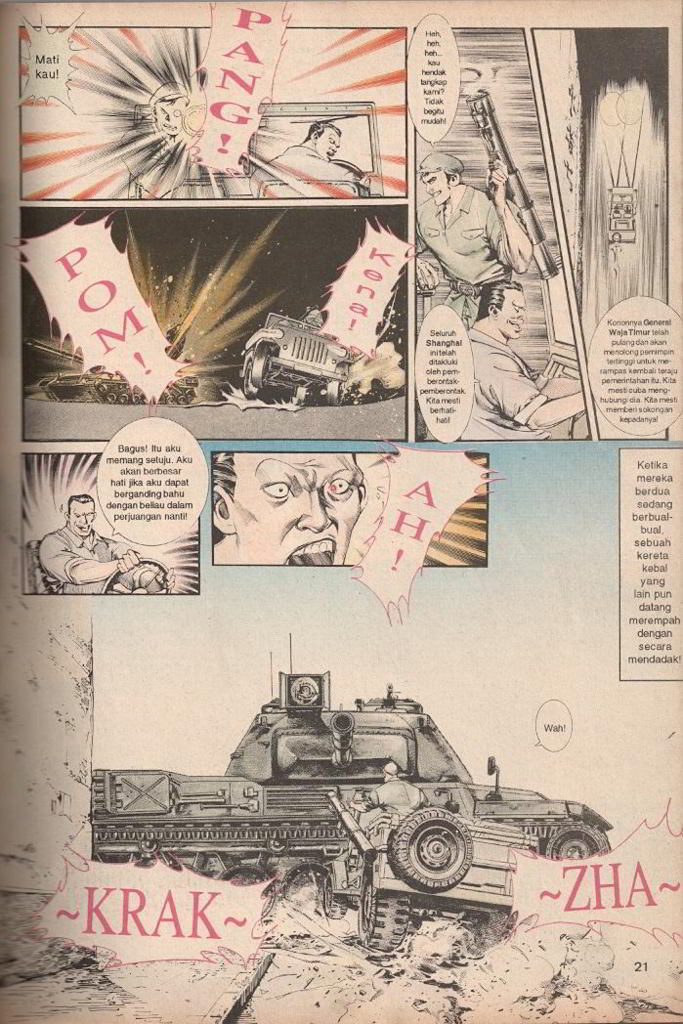 Mati
kau!
PANG!
Heh,
heh,
heh...
kau
hendak
tangkap
kami?
Tidak
begitu
mudah!
POM!
Kena!
Seluruh
Shanghai
ini telah
ditakluki
oleh pem-
berontak-
pemberontak.
Kita mesti
berhati-
hati!
Kononnya General
Waja Timur telah
pulang dan akan
menolong pemimpin
tertinggi untuk me-
rampas kembali teraju
pemerintahan itu. Kita
mesti cuba meng-
hubungi dia. Kita mesti
memberi sokongan
kepadanya!
Bagus! Itu aku
memang setuju. Aku
akan berbesar
hati jika aku dapat
berganding bahu
dengan beliau dalam
perjuangan nanti!
AH!
Ketika
mereka
berdua
sedang
berbual-
bual,
sebuah
kereta
kebal
yang
lain pun
datang
merempah
dengan
secara
mendadak!
Wah!
~KRAK~
~ZHA~
21